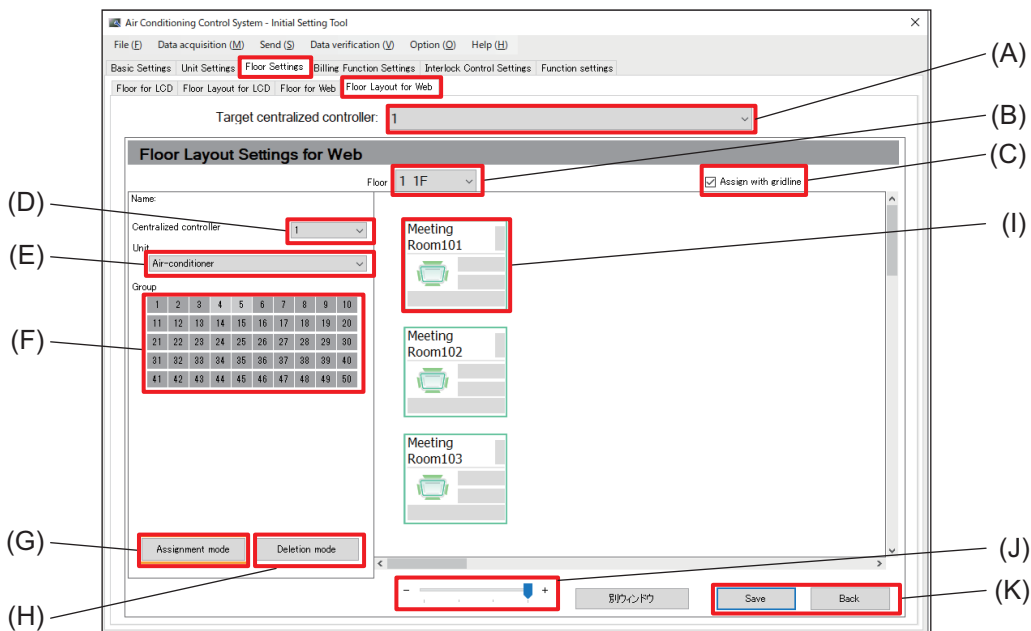 Air Conditioning Control System - Initial Setting Tool
File (F) Data acquisition (M) Send (S) Data verification (V) Option (O) Help (H)
Basic Settings Unit Settings Floor Settings Billing Function Settings Interlock Control Settings Function settings
Floor for LCD Floor Layout for LCD Floor for Web Floor Layout for Web
Target centralized controller: 1
(A)
(B)
(C)
Floor Layout Settings for Web
Floor 1 1F
Assign with gridline
Name:
(D)
Centralized controller 1
Unit
(E)
Air-conditioner
Group
(F)
1 2 3 4 5 6 7 8 9 10
11 12 13 14 15 16 17 18 19 20
21 22 23 24 25 26 27 28 29 30
31 32 33 34 35 36 37 38 39 40
41 42 43 44 45 46 47 48 49 50
Meeting
Room101
(I)
Meeting
Room102
Meeting
Room103
(G)
Assignment mode Deletion mode
(H)
(J)
- +
別ウィンドウ
Save Back
(K)